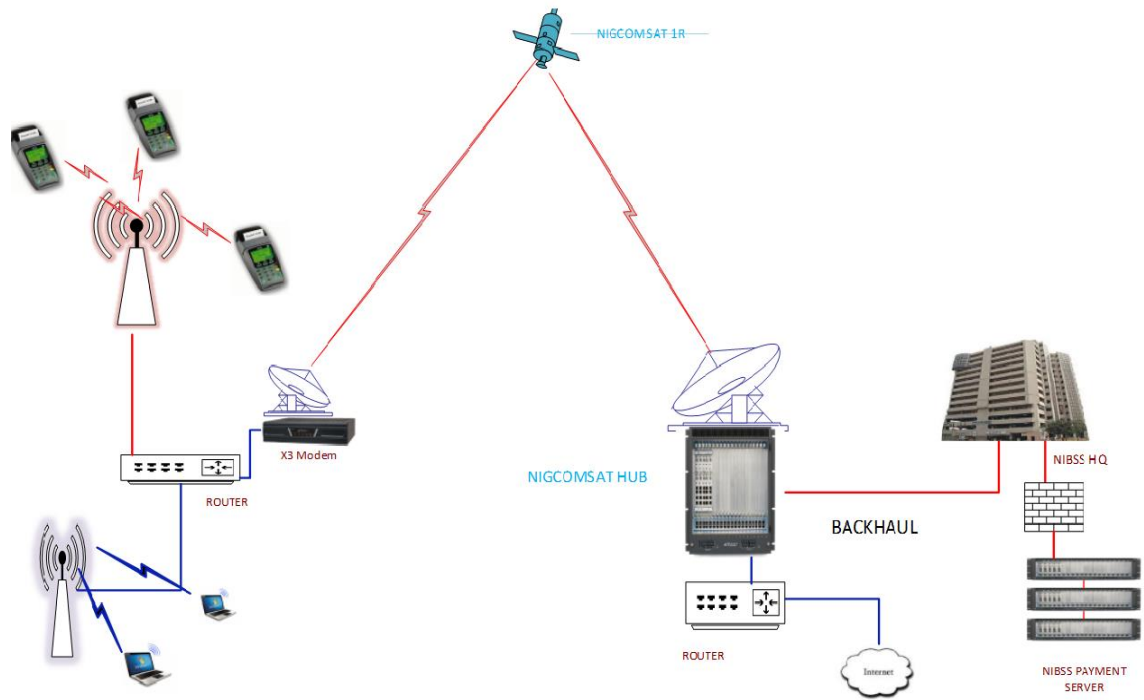 NIGCOMSAT 1R
X3 Modem
ROUTER
NIGCOMSAT HUB
BACKHAUL
NIBSS HQ
ROUTER
Internet
NIBSS PAYMENT
SERVER